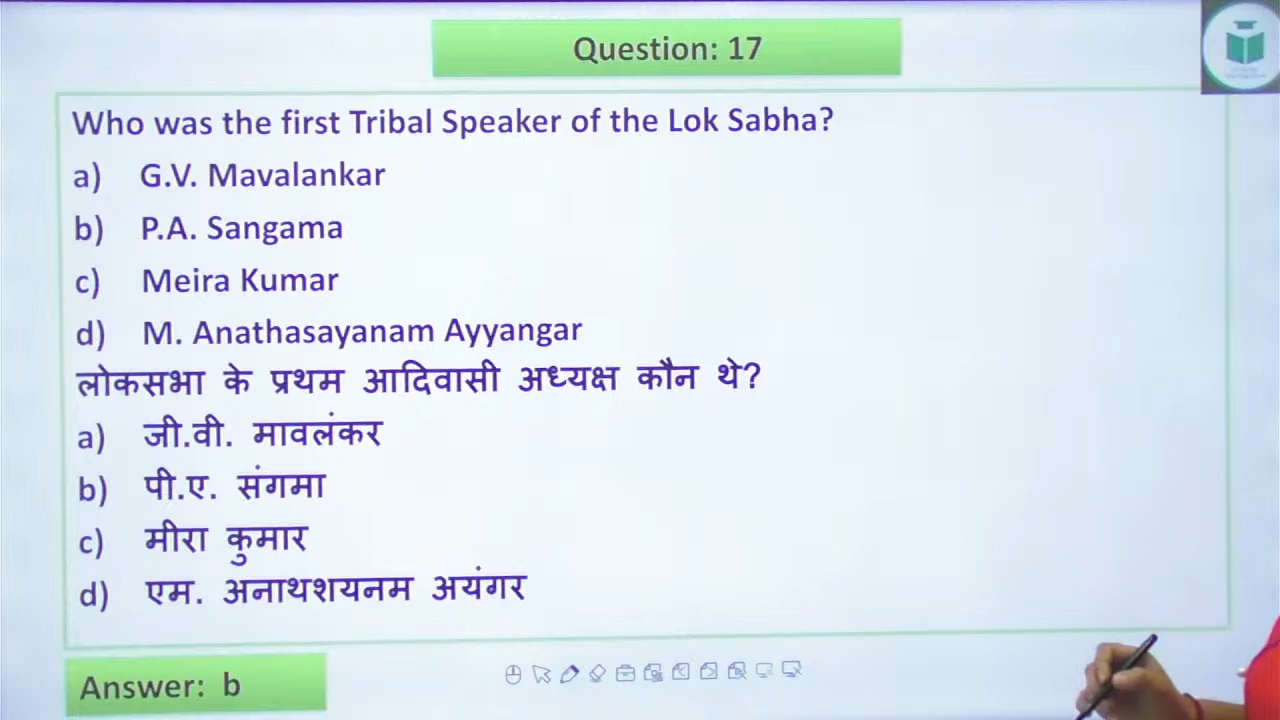 Question: 17
Who was the first Tribal Speaker of the Lok Sabha?
a) G.V. Mavalankar
b) P.A. Sangama
c) Meira Kumar
d) M. Anathasayanam Ayyangar
लोकसभा के प्रथम आदिवासी अध्यक्ष कौन थे?
a) जी.वी. मावलंकर
b) पी.ए. संगमा
c) मीरा कुमार
d) एम. अनाथशयनम अयंगर
Answer: b